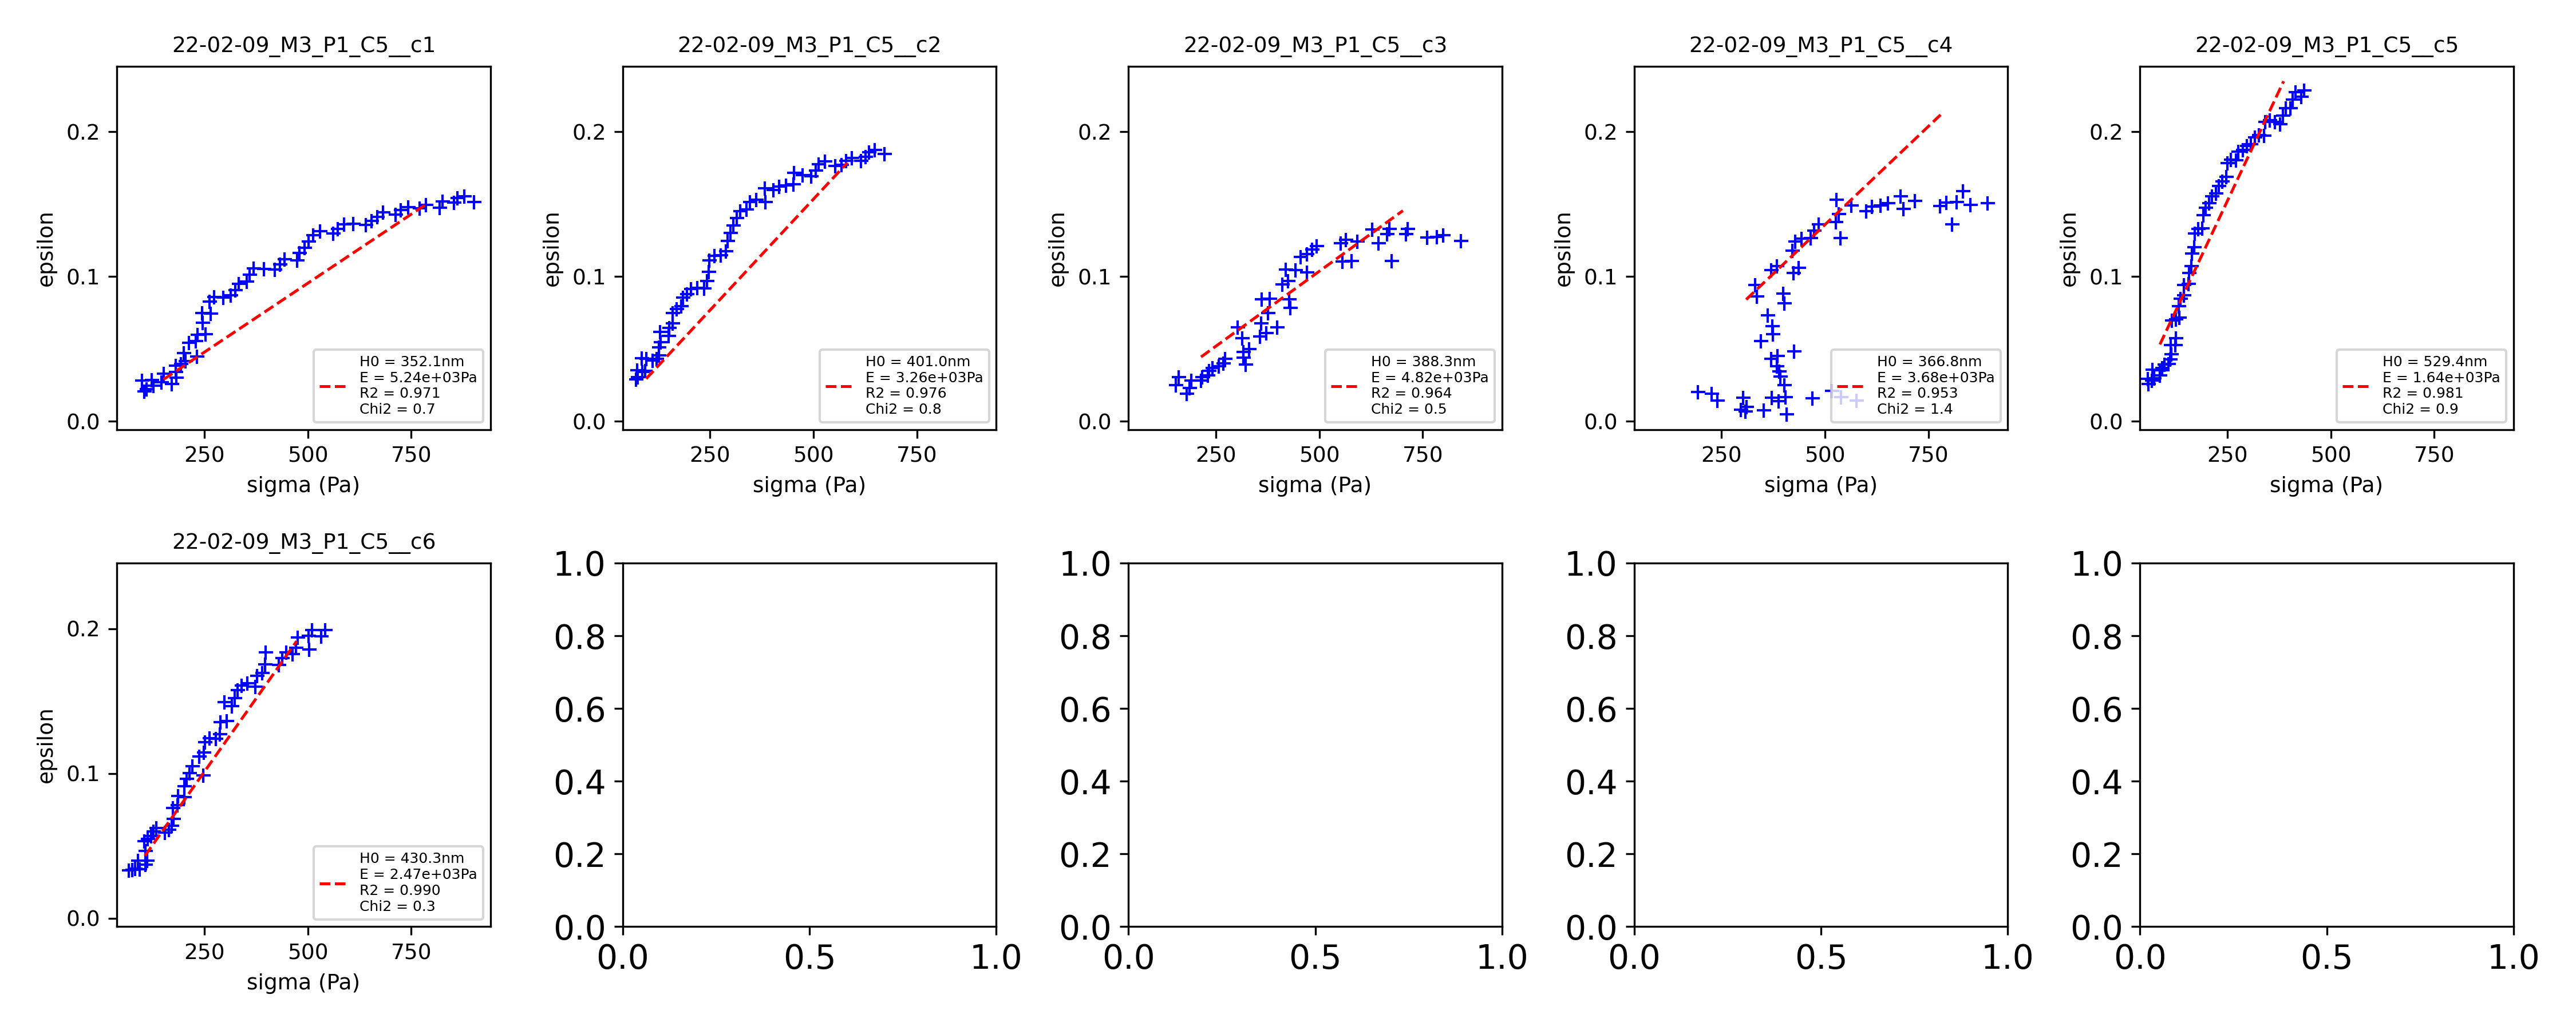 22-02-09_M3_P1_C5__c1
22-02-09_M3_P1_C5__c2
22-02-09_M3_P1_C5__c3
22-02-09_M3_P1_C5__c4
22-02-09_M3_P1_C5__c5
epsilon
0.2
0.1
0.0
250 500 750
sigma (Pa)
H0 = 352.1nm
E = 5.24e+03Pa
R2 = 0.971
Chi2 = 0.7
epsilon
0.2
0.1
0.0
250 500 750
sigma (Pa)
H0 = 401.0nm
E = 3.26e+03Pa
R2 = 0.976
Chi2 = 0.8
epsilon
0.2
0.1
0.0
250 500 750
sigma (Pa)
H0 = 388.3nm
E = 4.82e+03Pa
R2 = 0.964
Chi2 = 0.5
epsilon
0.2
0.1
0.0
250 500 750
sigma (Pa)
H0 = 366.8nm
E = 3.68e+03Pa
R2 = 0.953
Chi2 = 1.4
epsilon
0.2
0.1
0.0
250 500 750
sigma (Pa)
H0 = 529.4nm
E = 1.64e+03Pa
R2 = 0.981
Chi2 = 0.9
22-02-09_M3_P1_C5__c6
epsilon
0.2
0.1
0.0
250 500 750
sigma (Pa)
H0 = 430.3nm
E = 2.47e+03Pa
R2 = 0.990
Chi2 = 0.3
1.0
0.8
0.6
0.4
0.2
0.0
0.0 0.5 1.0
1.0
0.8
0.6
0.4
0.2
0.0
0.0 0.5 1.0
1.0
0.8
0.6
0.4
0.2
0.0
0.0 0.5 1.0
1.0
0.8
0.6
0.4
0.2
0.0
0.0 0.5 1.0